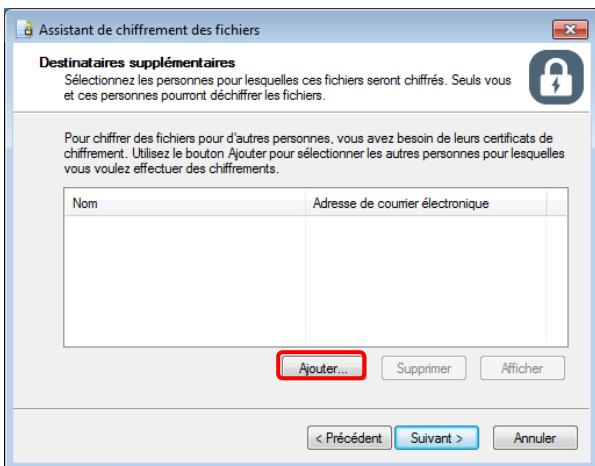 Assistant de chiffrement des fichiers
Destinataires supplémentaires
Sélectionnez les personnes pour lesquelles ces fichiers seront chiffrés. Seuls vous
et ces personnes pourront déchiffrer les fichiers.
Pour chiffrer des fichiers pour d'autres personnes, vous avez besoin de leurs certificats de
chiffrement. Utilisez le bouton Ajouter pour sélectionner les autres personnes pour lesquelles
vous voulez effectuer des chiffrements.
Nom Adresse de courrier électronique
Ajouter... Supprimer Afficher
< Précédent Suivant > Annuler